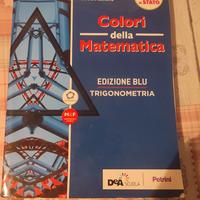 STATO
Colori
della
Matematica
EDIZIONE BLU
TRIGONOMETRIA
DeA SCUOLA
Petrini